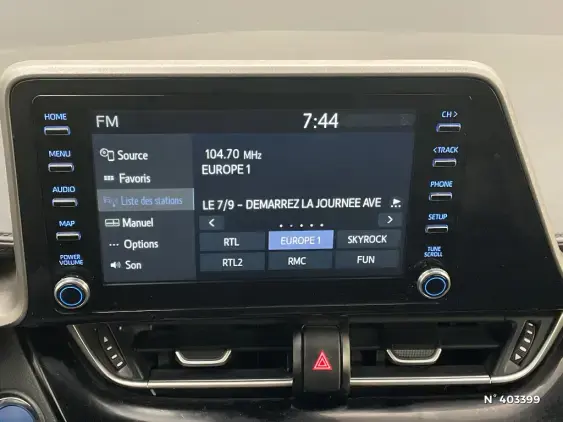 HOME
MENU
AUDIO
MAP
POWER
VOLUME
FM
7:44
Source
Favoris
Liste des stations
Manuel
Options
Son
104.70 MHz
EUROPE 1
LE 7/9 - DEMARREZ LA JOURNEE AVE
< >
RTL EUROPE 1 SKYROCK
RTL2 RMC FUN
CH >
< TRACK
PHONE
SETUP
TUNE
SCROLL
N° 403399